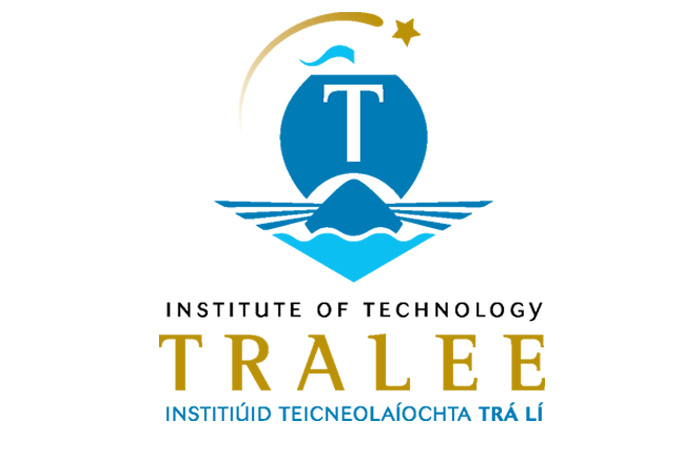 T
INSTITUTE OF TECHNOLOGY
TRALEE
INSTITIÚID TEICNEOLAÍOCHTA TRÁ LÍ